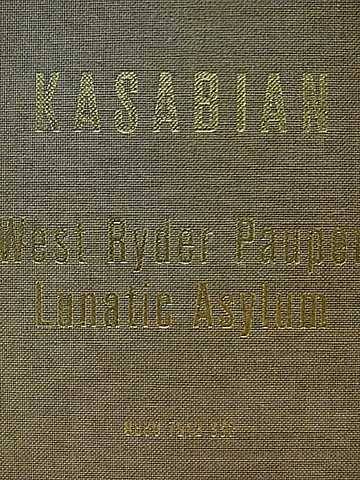 KASABIAN
West Ryder Pauper
Lunatic Asylum